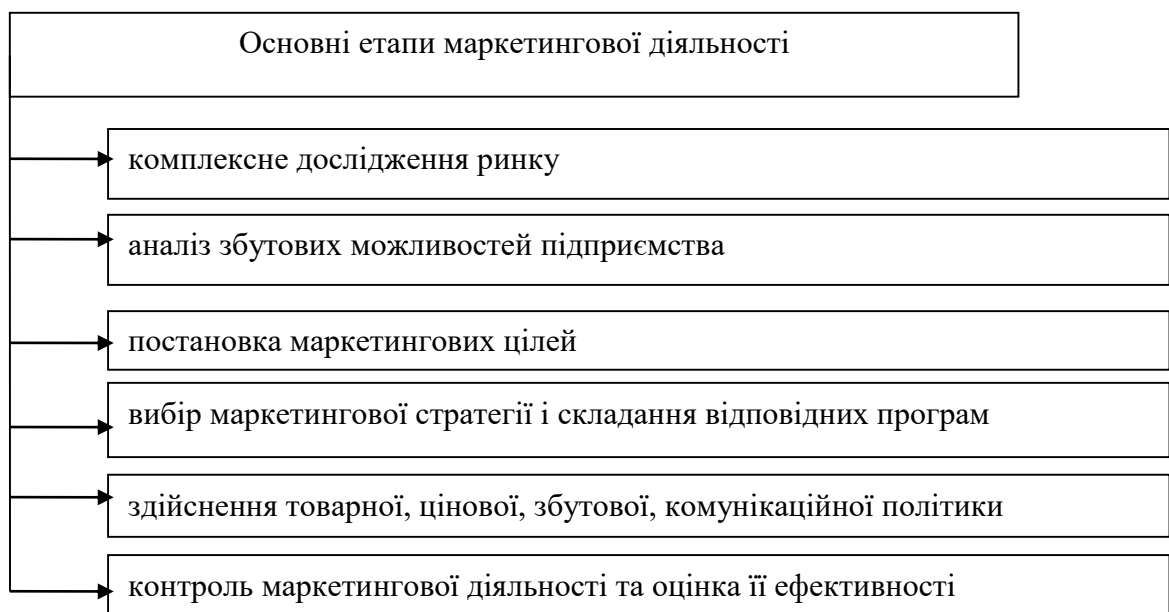 Основні етапи маркетингової діяльності
комплексне дослідження ринку
аналіз збутових можливостей підприємства
постановка маркетингових цілей
вибір маркетингової стратегії і складання відповідних програм
здійснення товарної, цінової, збутової, комунікаційної політики
контроль маркетингової діяльності та оцінка її ефективності